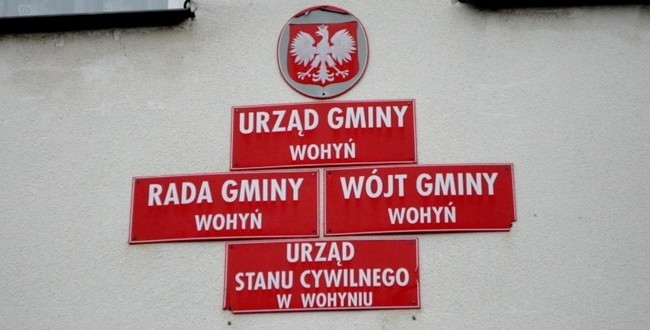 URZĄD GMINY
WOHYŃ
RADA GMINY
WOHYŃ
WÓJT GMINY
WOHYŃ
URZĄD
STANU CYWILNEGO
W WOHYNIU